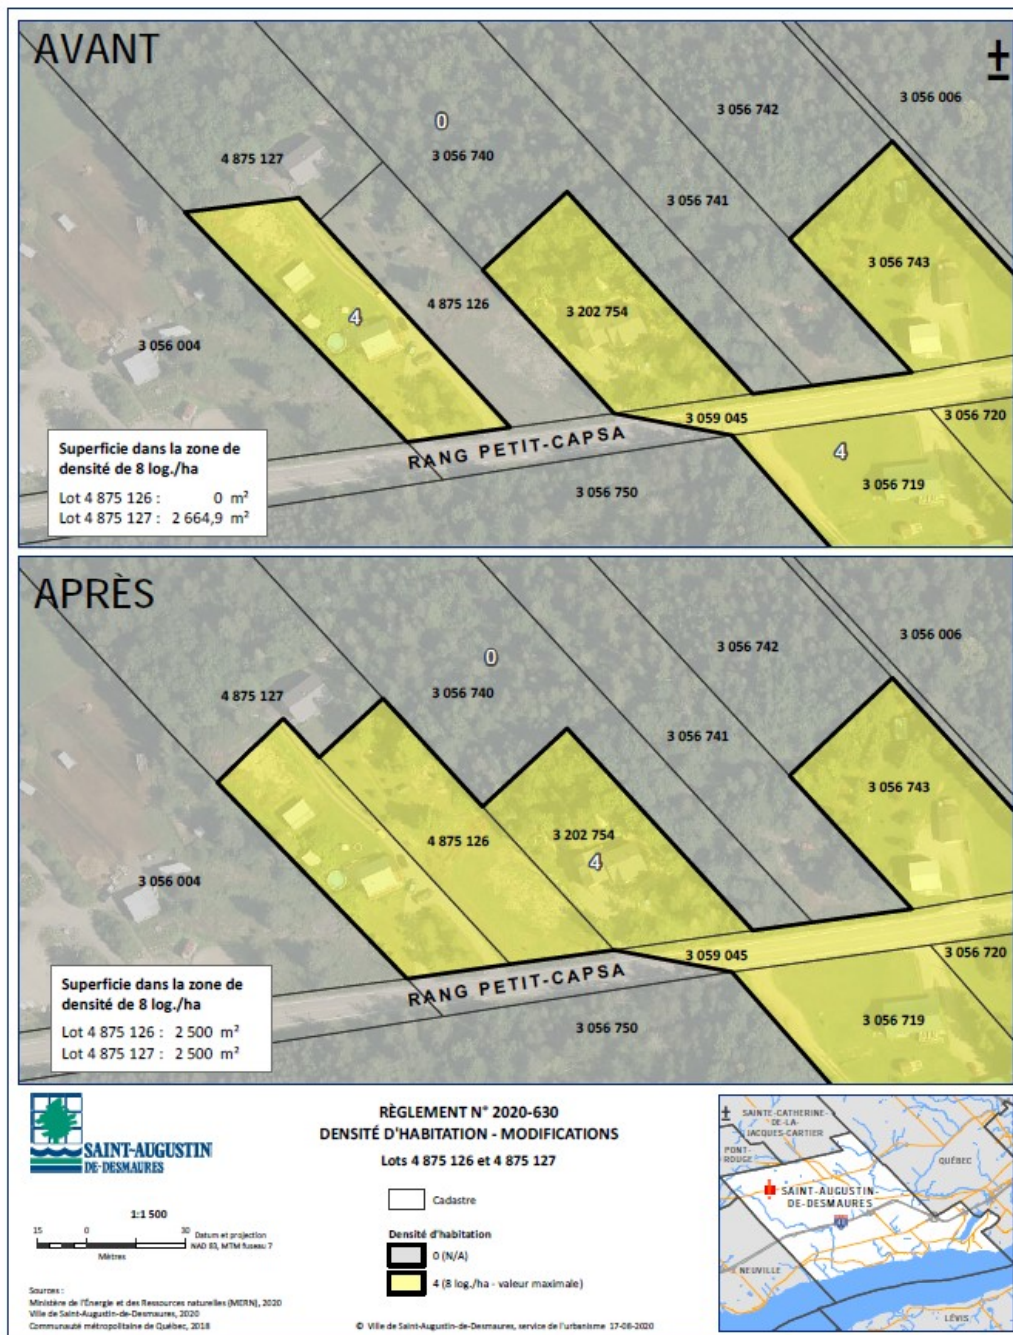 AVANT
±
3 056 006
3 056 742
0
3 056 740
4 875 127
3 056 741
3 056 743
4 875 126
3 202 754
4
3 056 004
3 059 045
3 056 720
RANG PETIT-CAPSA
4
3 056 719
3 056 750
Superficie dans la zone de
densité de 8 log./ha
Lot 4 875 126 : 0 m²
Lot 4 875 127 : 2 664,9 m²
APRÈS
3 056 006
3 056 742
0
3 056 740
4 875 127
3 056 741
3 056 743
4 875 126
3 202 754
4
3 056 004
3 059 045
3 056 720
RANG PETIT-CAPSA
3 056 719
3 056 750
Superficie dans la zone de
densité de 8 log./ha
Lot 4 875 126 : 2 500 m²
Lot 4 875 127 : 2 500 m²
SAINT-AUGUSTIN
DE-DESMAURES
RÈGLEMENT N° 2020-630
DENSITÉ D'HABITATION - MODIFICATIONS
Lots 4 875 126 et 4 875 127
Cadastre
Densité d'habitation
0 (N/A)
4 (8 log./ha - valeur maximale)
1:1 500
15 0 30
Mètres
Datum et projection
NAD 83, MTM fuseau 7
Sources :
Ministère de l'Énergie et des Ressources naturelles (MERN), 2020
Ville de Saint-Augustin-de-Desmaures, 2020
Communauté métropolitaine de Québec, 2018
© Ville de Saint-Augustin-de-Desmaures, service de l'urbanisme 17-08-2020
±
SAINTE-CATHERINE-
DE-LA-
JACQUES-CARTIER
PONT-
ROUGE
QUÉBEC
SAINT-AUGUSTIN-
DE-DESMAURES
NEUVILLE
LÉVIS